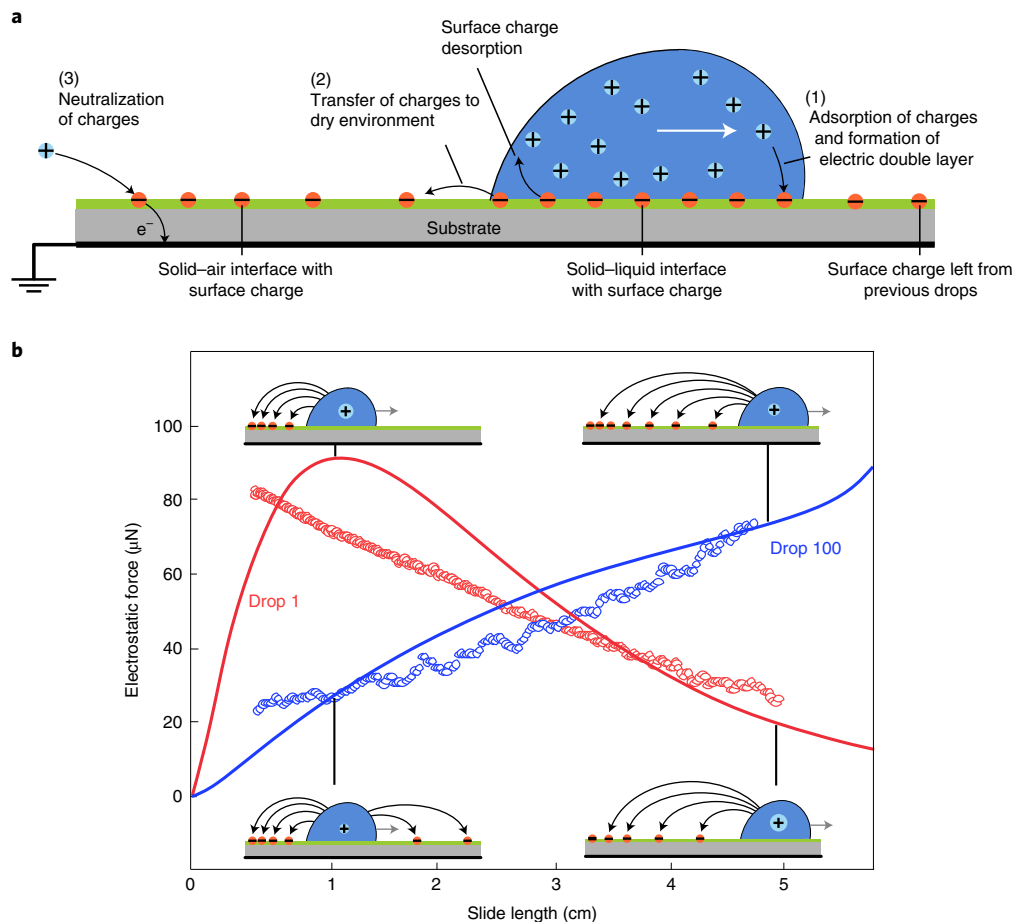 a
Surface charge
desorption
(3)
Neutralization
of charges
(2)
Transfer of charges to
dry environment
(1)
Adsorption of charges
and formation of
electric double layer
+ + + + + + + + + + + + + +
− − − − − − − − − − − − − −
e−
Substrate
Solid–air interface with
surface charge
Solid–liquid interface
with surface charge
Surface charge left from
previous drops
b
Electrostatic force (µN)
100
80
60
40
20
0
Drop 1
Drop 100
+
+
+
+
0
1
2
3
4
5
Slide length (cm)